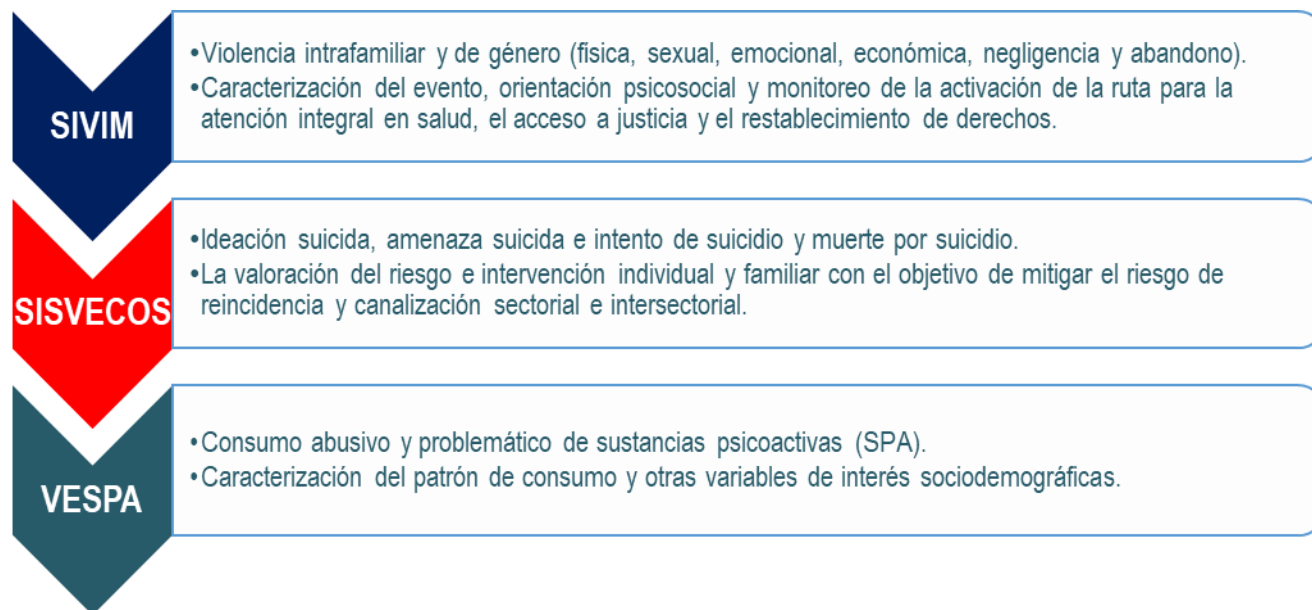 SIVIM
•Violencia intrafamiliar y de género (física, sexual, emocional, económica, negligencia y abandono).
•Caracterización del evento, orientación psicosocial y monitoreo de la activación de la ruta para la
atención integral en salud, el acceso a justicia y el restablecimiento de derechos.
SISVECOS
•Ideación suicida, amenaza suicida e intento de suicidio y muerte por suicidio.
•La valoración del riesgo e intervención individual y familiar con el objetivo de mitigar el riesgo de
reincidencia y canalización sectorial e intersectorial.
VESPA
•Consumo abusivo y problemático de sustancias psicoactivas (SPA).
•Caracterización del patrón de consumo y otras variables de interés sociodemográficas.